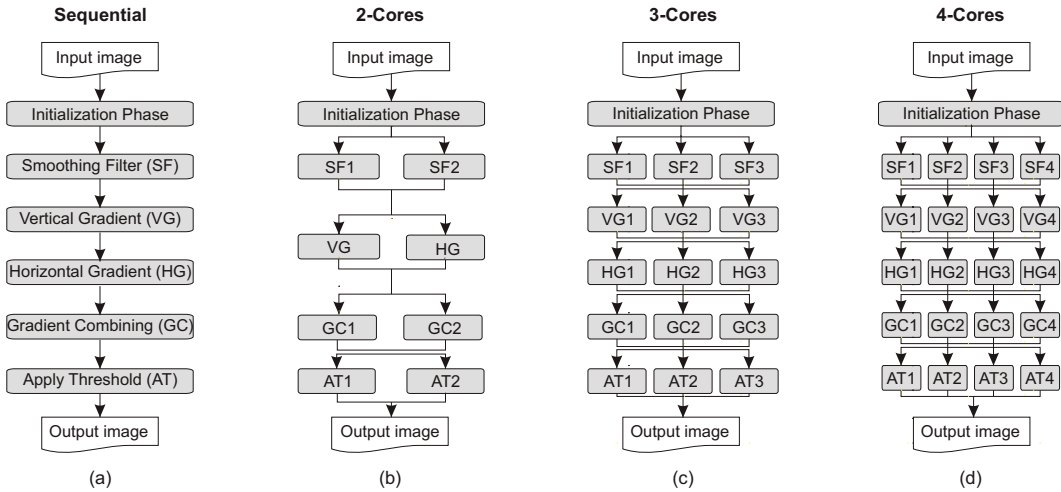 Sequential
Input image
Initialization Phase
Smoothing Filter (SF)
Vertical Gradient (VG)
Horizontal Gradient (HG)
Gradient Combining (GC)
Apply Threshold (AT)
Output image
(a)
2-Cores
Input image
Initialization Phase
SF1 SF2
VG HG
GC1 GC2
AT1 AT2
Output image
(b)
3-Cores
Input image
Initialization Phase
SF1 SF2 SF3
VG1 VG2 VG3
HG1 HG2 HG3
GC1 GC2 GC3
AT1 AT2 AT3
Output image
(c)
4-Cores
Input image
Initialization Phase
SF1 SF2 SF3 SF4
VG1 VG2 VG3 VG4
HG1 HG2 HG3 HG4
GC1 GC2 GC3 GC4
AT1 AT2 AT3 AT4
Output image
(d)